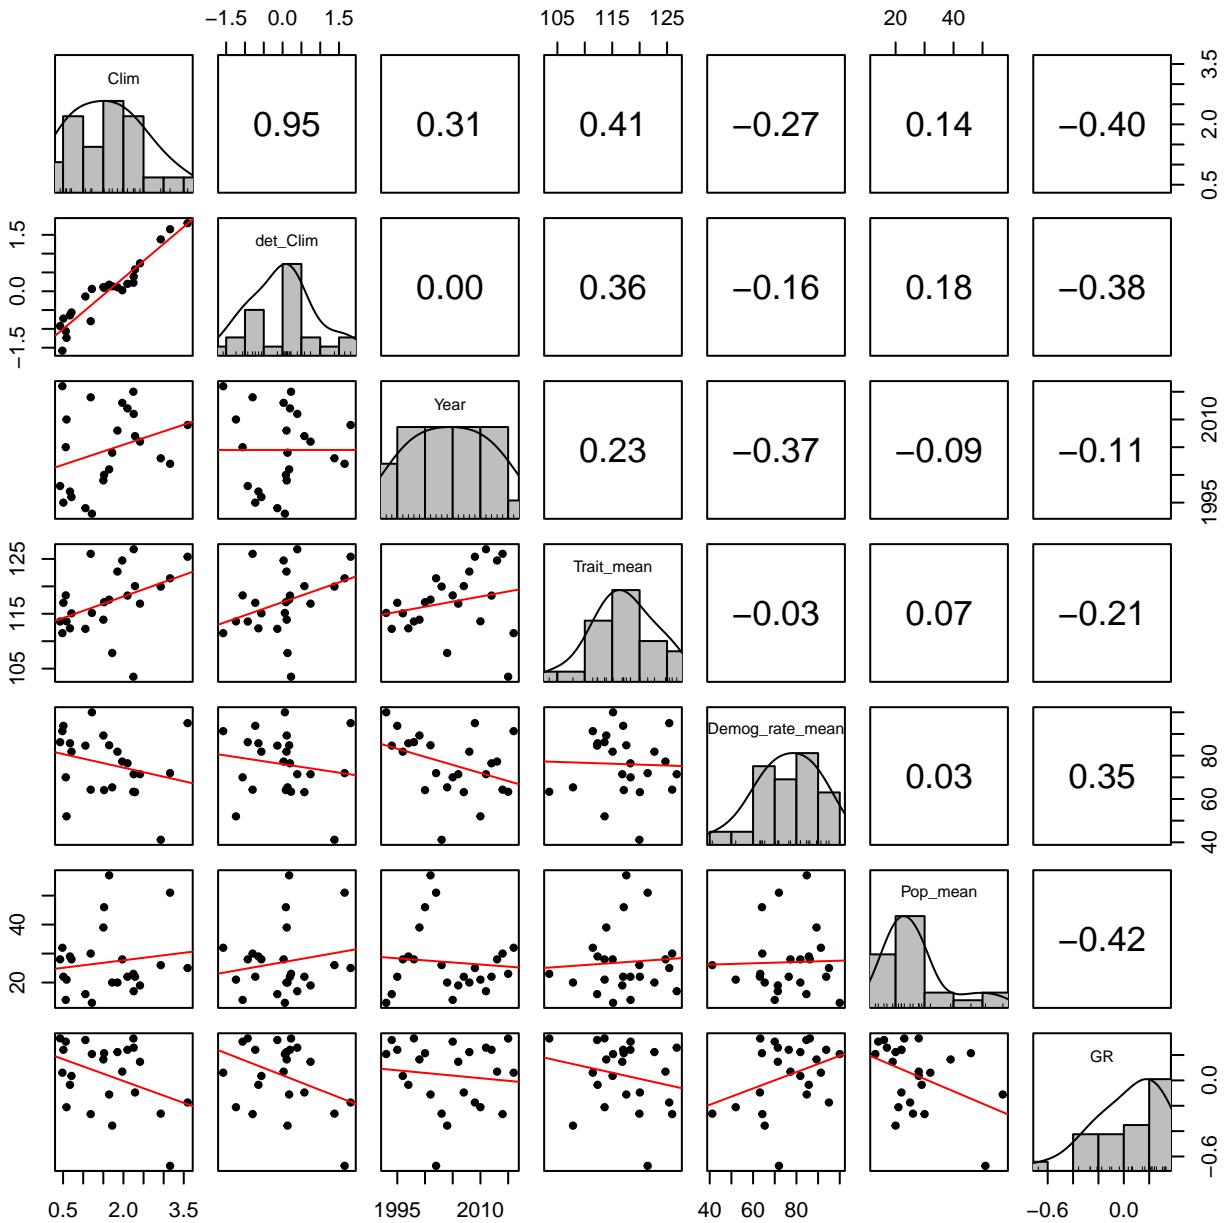 −1.5 0.0 1.5 105 115 125 20 40
Clim 0.95 0.31 0.41 −0.27 0.14 −0.40 0.5 2.0 3.5
−1.5 0.0 1.5 det_Clim 0.00 0.36 −0.16 0.18 −0.38
Year 0.23 −0.37 −0.09 −0.11 1995 2010
105 115 125 Trait_mean −0.03 0.07 −0.21
Demog_rate_mean 0.03 0.35 40 60 80
20 40 Pop_mean −0.42
GR −0.6 0.0
0.5 2.0 3.5 1995 2010 40 60 80 −0.6 0.0